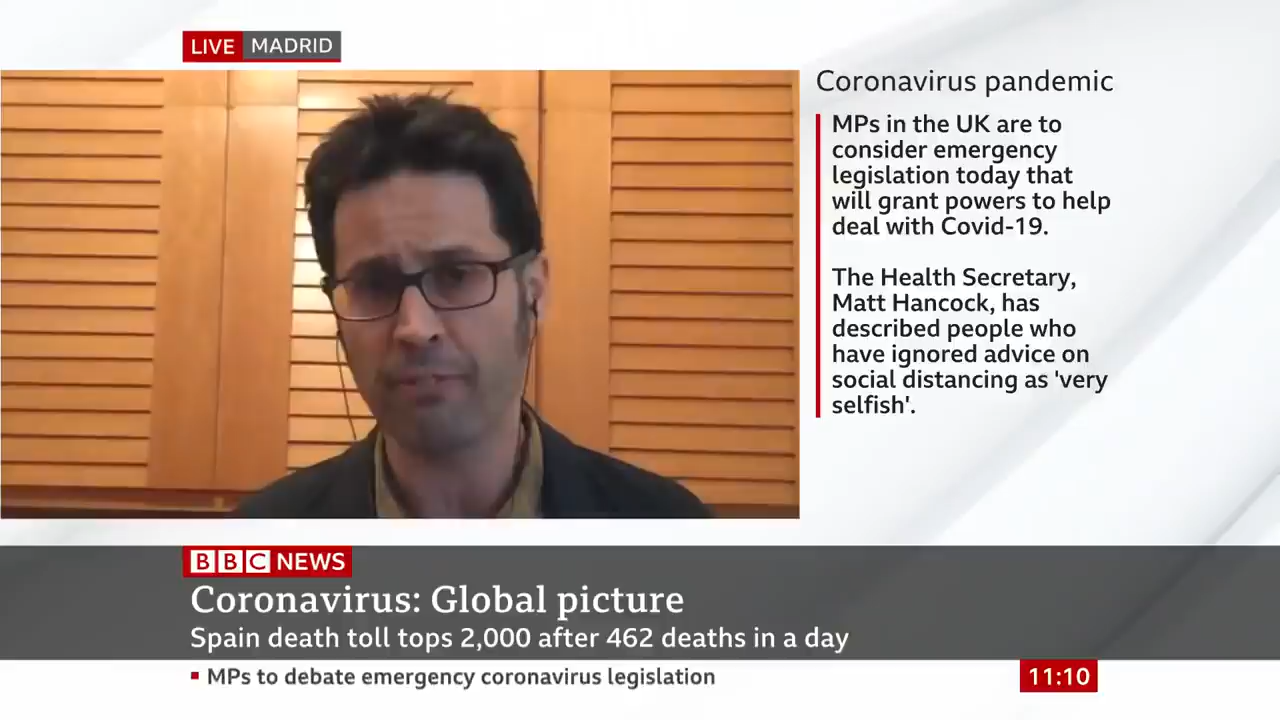 LIVE MADRID
Coronavirus pandemic
MPs in the UK are to
consider emergency
legislation today that
will grant powers to help
deal with Covid-19.
The Health Secretary,
Matt Hancock, has
described people who
have ignored advice on
social distancing as 'very
selfish'.
BBC NEWS
Coronavirus: Global picture
Spain death toll tops 2,000 after 462 deaths in a day
MPs to debate emergency coronavirus legislation
11:10